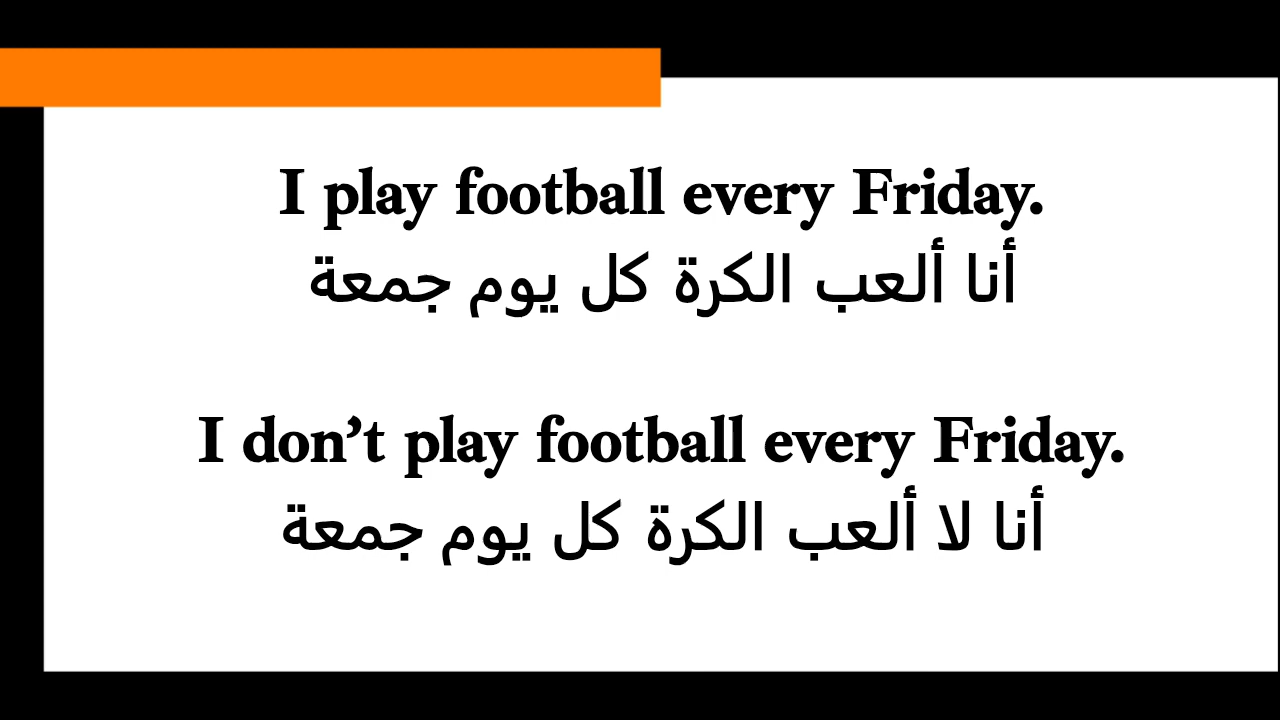 I play football every Friday.
أنا ألعب الكرة كل يوم جمعة
I don’t play football every Friday.
أنا لا ألعب الكرة كل يوم جمعة